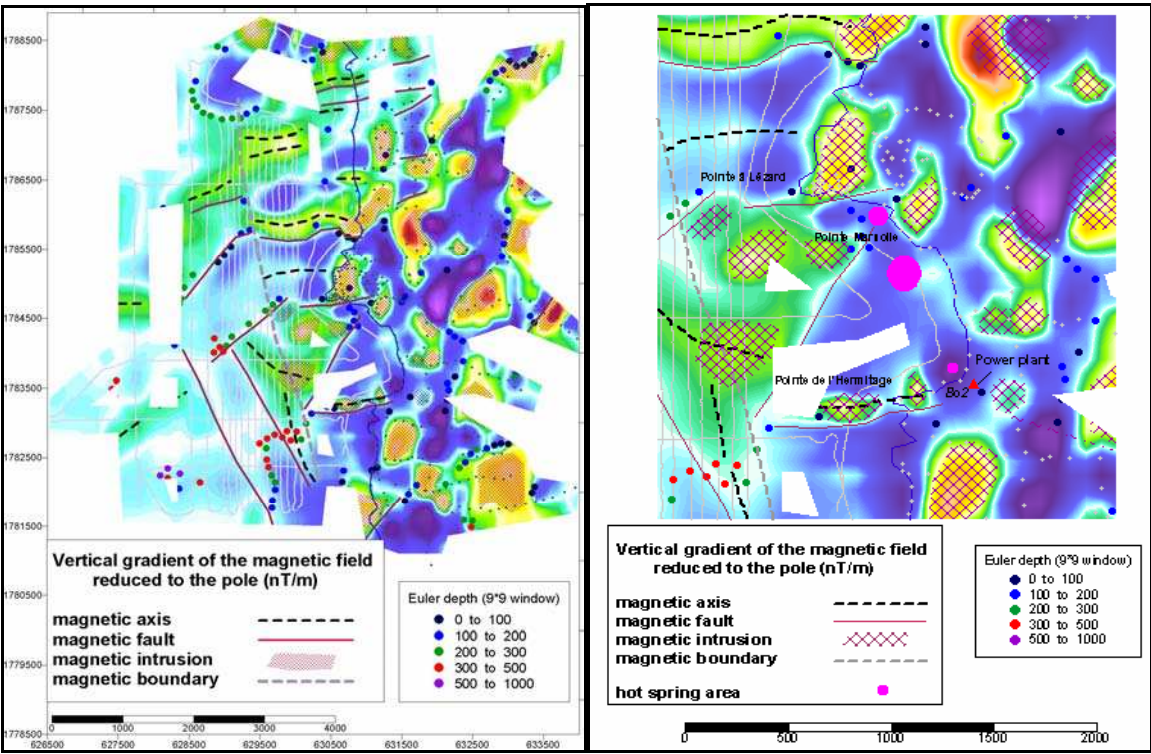 1788500
1787500
1786500
1785500
1784500
1783500
1782500
1781500
1780500
1779500
1778500
626500
627500
628500
629500
630500
631500
632500
633500
Vertical gradient of the magnetic field
reduced to the pole (nT/m)
magnetic axis
magnetic fault
magnetic intrusion
magnetic boundary
Euler depth (9*9 window)
0 to 100
100 to 200
200 to 300
300 to 500
500 to 1000
0
1000
2000
3000
4000
Pointe à Lézard
Pointe Marsolle
Power plant
Pointe de l'Hermitage
Bo2
Vertical gradient of the magnetic field
reduced to the pole (nT/m)
magnetic axis
magnetic fault
magnetic intrusion
magnetic boundary
hot spring area
Euler depth (9*9 window)
0 to 100
100 to 200
200 to 300
300 to 500
500 to 1000
0
500
1000
1500
2000